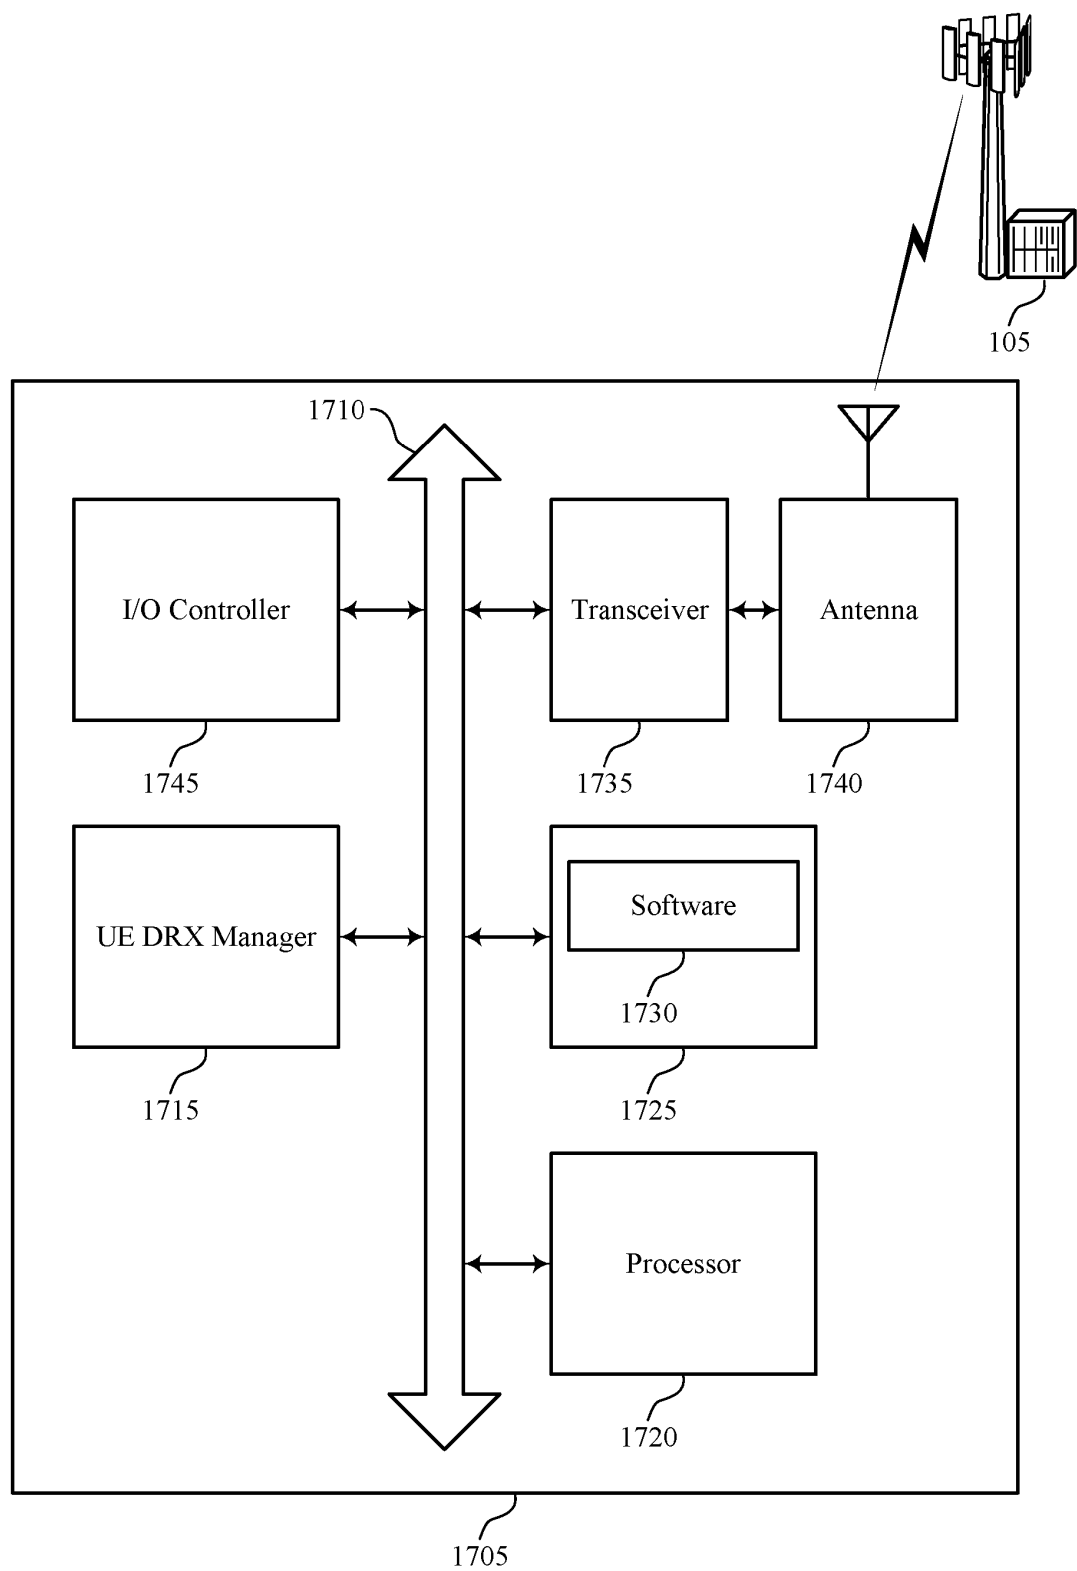 105
1710
I/O Controller
Transceiver
Antenna
1745
1735
1740
UE DRX Manager
Software
1730
1715
1725
Processor
1720
1705